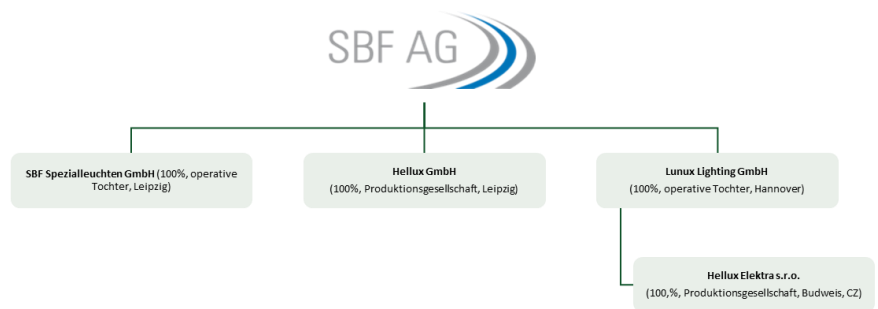 SBF AG
SBF Spezialleuchten GmbH (100%, operative
Tochter, Leipzig)
Hellux GmbH
(100%, Produktionsgesellschaft, Leipzig)
Lunux Lighting GmbH
(100%, operative Tochter, Hannover)
Hellux Elektra s.r.o.
(100,%, Produktionsgesellschaft, Budweis, CZ)